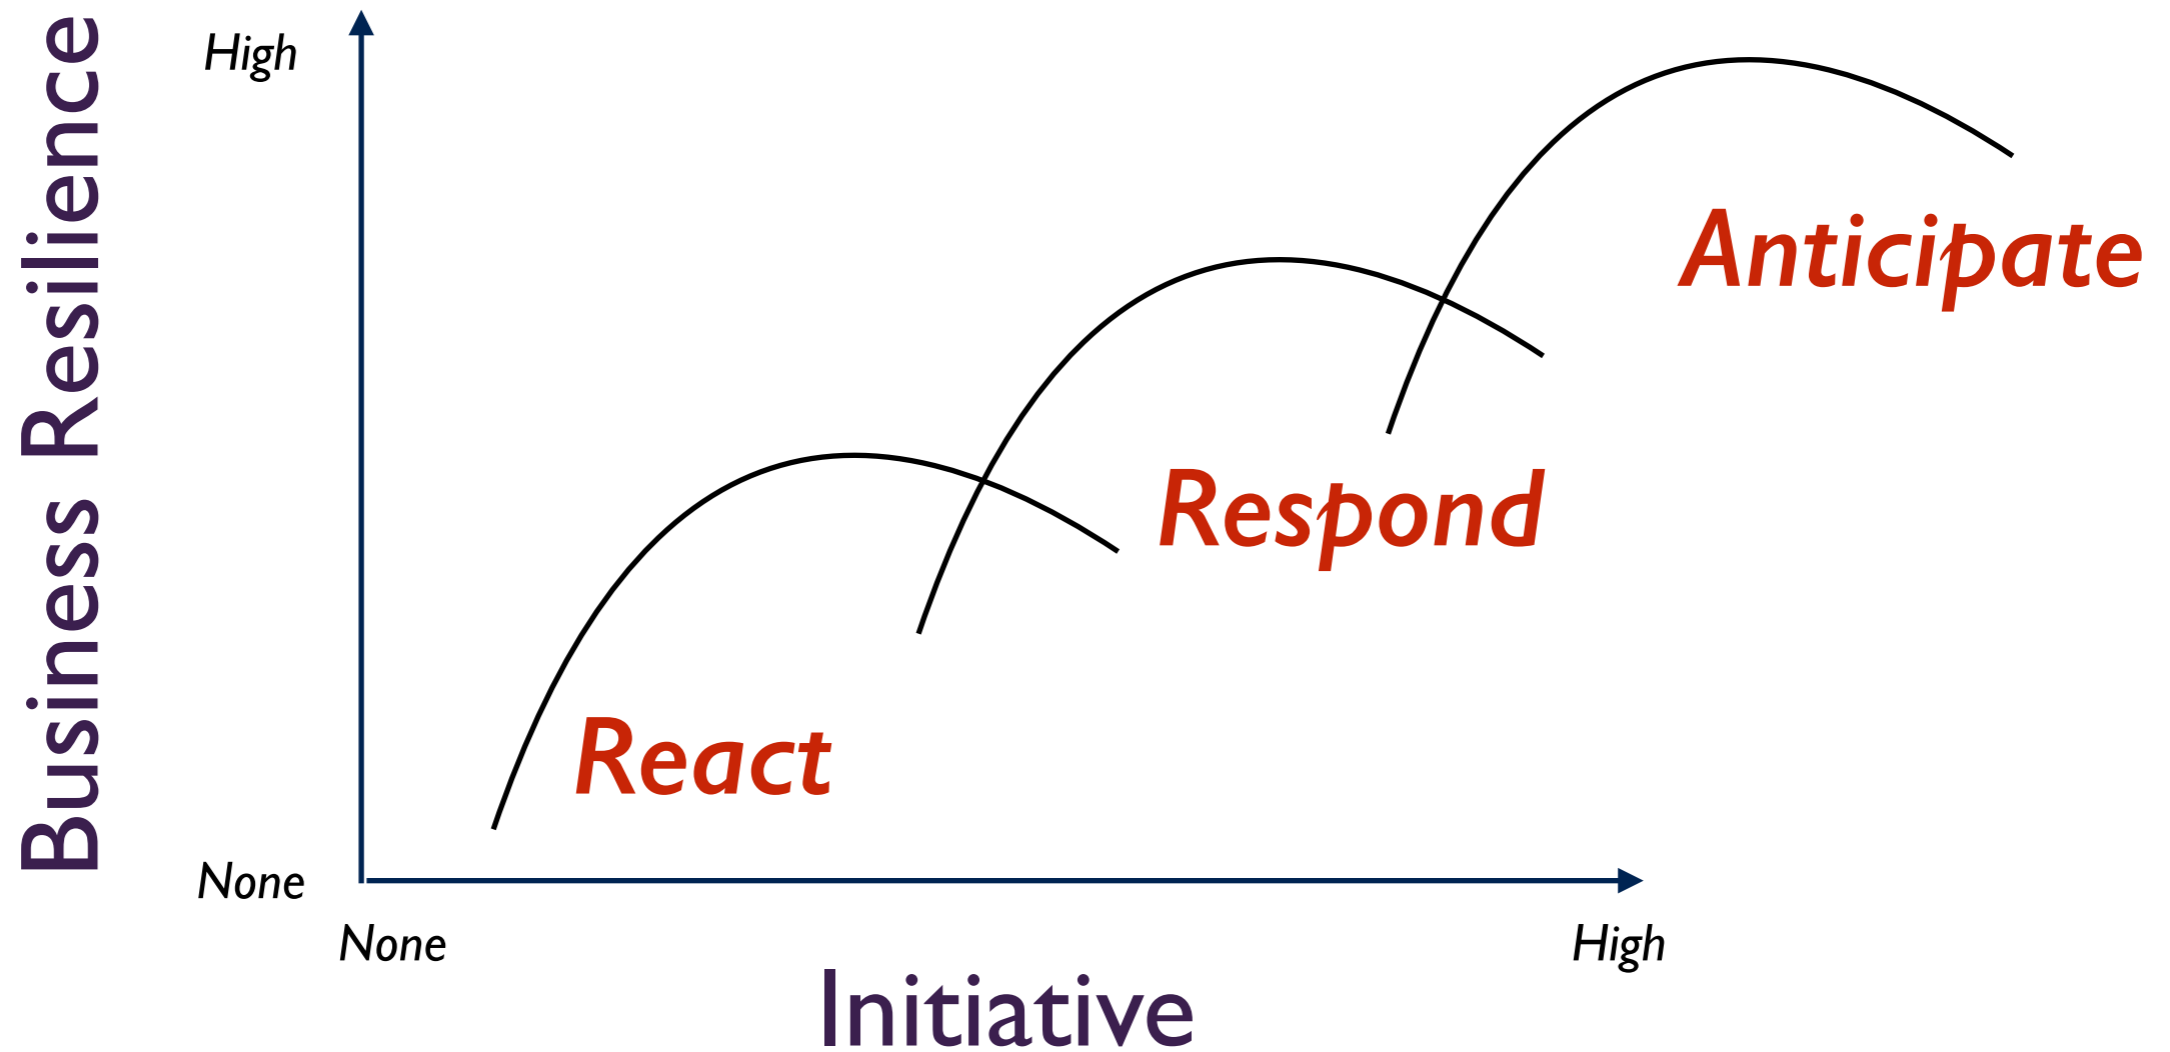 Business Resilience
High
Anticipate
Respond
React
None
None
High
Initiative